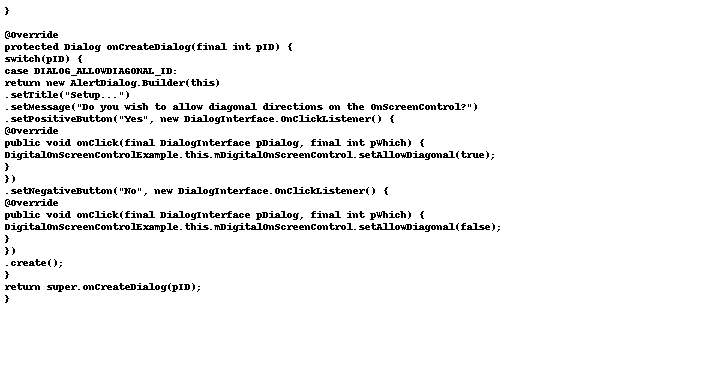 }
@Override
protected Dialog onCreateDialog(final int pID) {
switch(pID) {
case DIALOG_ALLOWDIAGONAL_ID:
return new AlertDialog.Builder(this)
.setTitle("Setup...")
.setMessage("Do you wish to allow diagonal directions on the OnScreenControl?")
.setPositiveButton("Yes", new DialogInterface.OnClickListener() {
@Override
public void onClick(final DialogInterface pDialog, final int pWhich) {
DigitalOnScreenControlExample.this.mDigitalOnScreenControl.setAllowDiagonal(true);
}
})
.setNegativeButton("No", new DialogInterface.OnClickListener() {
@Override
public void onClick(final DialogInterface pDialog, final int pWhich) {
DigitalOnScreenControlExample.this.mDigitalOnScreenControl.setAllowDiagonal(false);
}
})
.create();
}
return super.onCreateDialog(pID);
}